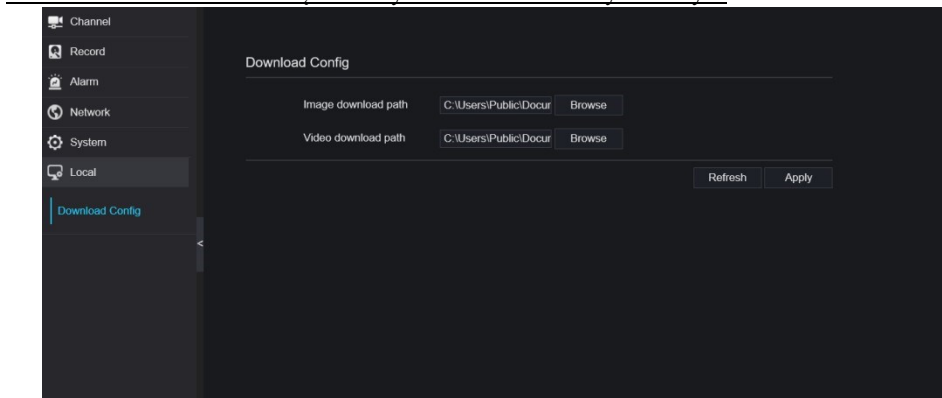 Channel
Record
Alarm
Network
System
Local
Download Config
<
Download Config
Image download path C:\Users\Public\Docur Browse
Video download path C:\Users\Public\Docur Browse
Refresh Apply